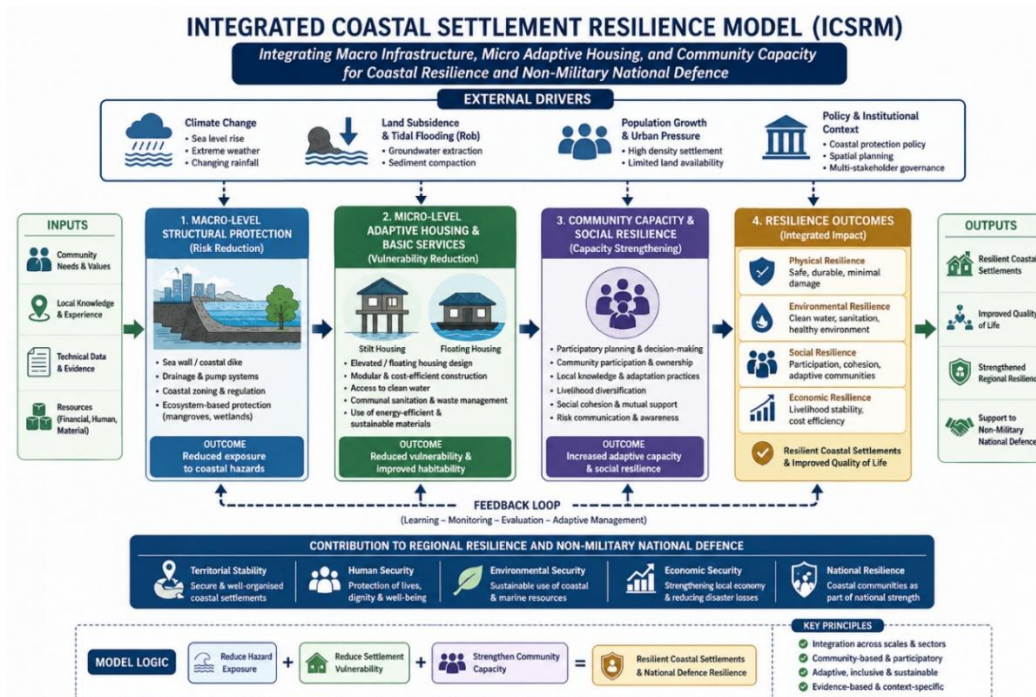 INTEGRATED COASTAL SETTLEMENT RESILIENCE MODEL (ICSRM)
Integrating Macro Infrastructure, Micro Adaptive Housing, and Community Capacity
for Coastal Resilience and Non-Military National Defence
EXTERNAL DRIVERS
Climate Change
• Sea level rise
• Extreme weather
• Changing rainfall
Land Subsidence
& Tidal Flooding (Rob)
• Groundwater extraction
• Sediment compaction
Population Growth
& Urban Pressure
• High density settlement
• Limited land availability
Policy & Institutional
Context
• Coastal protection policy
• Spatial planning
• Multi-stakeholder governance
INPUTS
Community
Needs & Values
Local Knowledge
& Experience
Technical Data
& Evidence
Resources
(Financial, Human,
Material)
1. MACRO-LEVEL
STRUCTURAL PROTECTION
(Risk Reduction)
• Sea wall / coastal dike
• Drainage & pump systems
• Coastal zoning & regulation
• Ecosystem-based protection
(mangroves, wetlands)
OUTCOME
Reduced exposure
to coastal hazards
2. MICRO-LEVEL
ADAPTIVE HOUSING &
BASIC SERVICES
(Vulnerability Reduction)
Stilt Housing
Floating Housing
• Elevated / floating housing design
• Modular & cost-efficient construction
• Access to clean water
• Communal sanitation & waste management
• Use of energy-efficient &
sustainable materials
OUTCOME
Reduced vulnerability &
improved habitability
3. COMMUNITY CAPACITY &
SOCIAL RESILIENCE
(Capacity Strengthening)
• Participatory planning & decision-making
• Community participation & ownership
• Local knowledge & adaptation practices
• Livelihood diversification
• Social cohesion & mutual support
• Risk communication & awareness
OUTCOME
Increased adaptive capacity
& social resilience
4. RESILIENCE OUTCOMES
(Integrated Impact)
Physical Resilience
Safe, durable, minimal
damage
Environmental Resilience
Clean water, sanitation,
healthy environment
Social Resilience
Participation, cohesion,
adaptive communities
Economic Resilience
Livelihood stability,
cost efficiency
Resilient Coastal Settlements
& Improved Quality of Life
OUTPUTS
Resilient Coastal
Settlements
Improved Quality
of Life
Strengthened
Regional Resilience
Support to
Non-Military
National Defence
FEEDBACK LOOP
(Learning – Monitoring – Evaluation – Adaptive Management)
CONTRIBUTION TO REGIONAL RESILIENCE AND NON-MILITARY NATIONAL DEFENCE
Territorial Stability
Secure & well-organised
coastal settlements
Human Security
Protection of lives,
dignity & well-being
Environmental Security
Sustainable use of coastal
& marine resources
Economic Security
Strengthening local economy
& reducing disaster losses
National Resilience
Coastal communities as
part of national strength
MODEL LOGIC
Reduce Hazard
Exposure
+
Reduce Settlement
Vulnerability
+
Strengthen Community
Capacity
=
Resilient Coastal Settlements
& National Defence Resilience
KEY PRINCIPLES
Integration across scales & sectors
Community-based & participatory
Adaptive, inclusive & sustainable
Evidence-based & context-specific